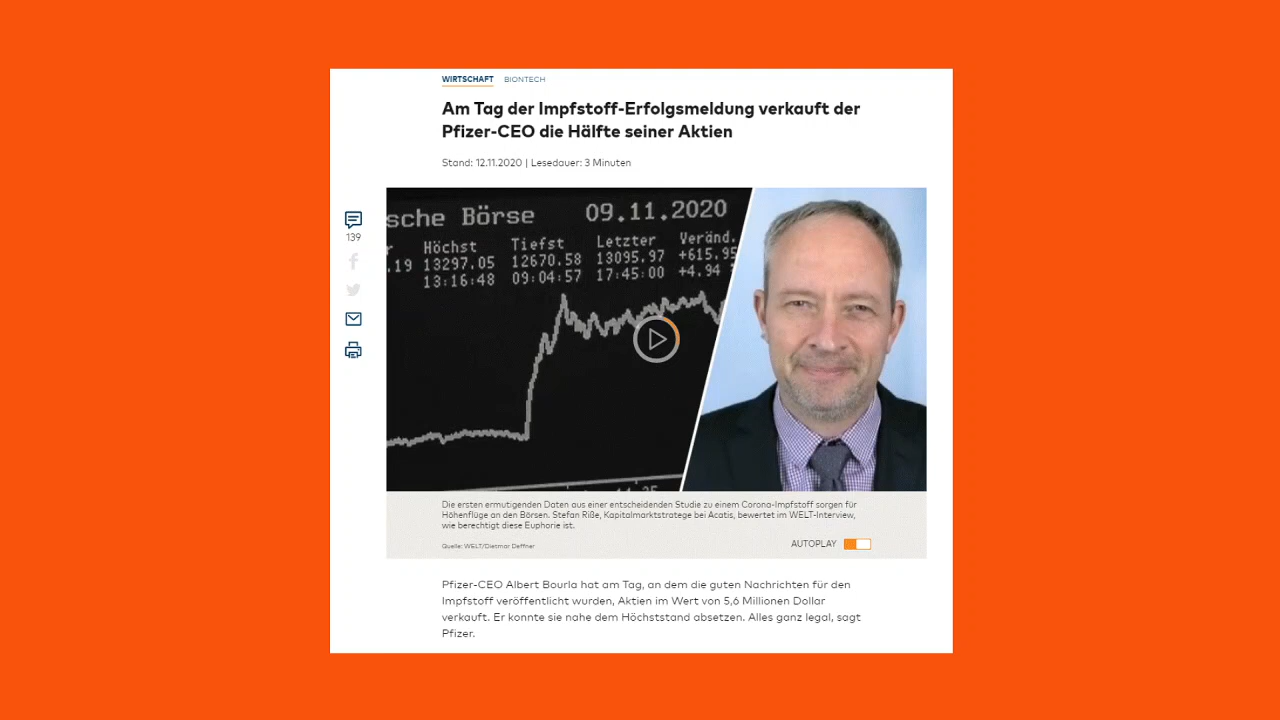 WIRTSCHAFT BIONTECH
Am Tag der Impfstoff-Erfolgsmeldung verkauft der
Pfizer-CEO die Hälfte seiner Aktien
Stand: 12.11.2020 | Lesedauer: 3 Minuten
139
sche Börse 09.11.2020
Höchst Tiefst Letzter Veränd.
.19 13297.05 12670.58 13095.97 +615.95
13:16:48 09:04:57 17:45:00 +4.94
Die ersten ermutigenden Daten aus einer entscheidenden Studie zu einem Corona-Impfstoff sorgen für
Höhenflüge an den Börsen. Stefan Riße, Kapitalmarktstratege bei Acatis, bewertet im WELT-Interview,
wie berechtigt diese Euphorie ist.
Quelle: WELT/Dietmar Deffner
AUTOPLAY
Pfizer-CEO Albert Bourla hat am Tag, an dem die guten Nachrichten für den
Impfstoff veröffentlicht wurden, Aktien im Wert von 5,6 Millionen Dollar
verkauft. Er konnte sie nahe dem Höchststand absetzen. Alles ganz legal, sagt
Pfizer.